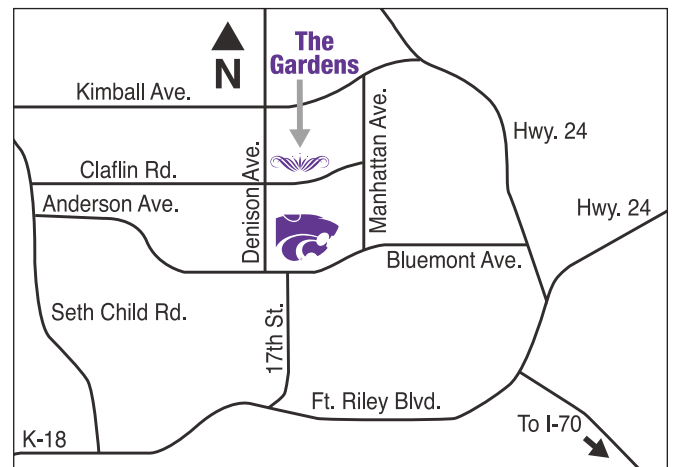 The
Gardens
N
Kimball Ave.
Hwy. 24
Claflin Rd.
Manhattan Ave.
Denison Ave.
Anderson Ave.
Hwy. 24
Bluemont Ave.
Seth Child Rd.
17th St.
Ft. Riley Blvd.
To I-70
K-18